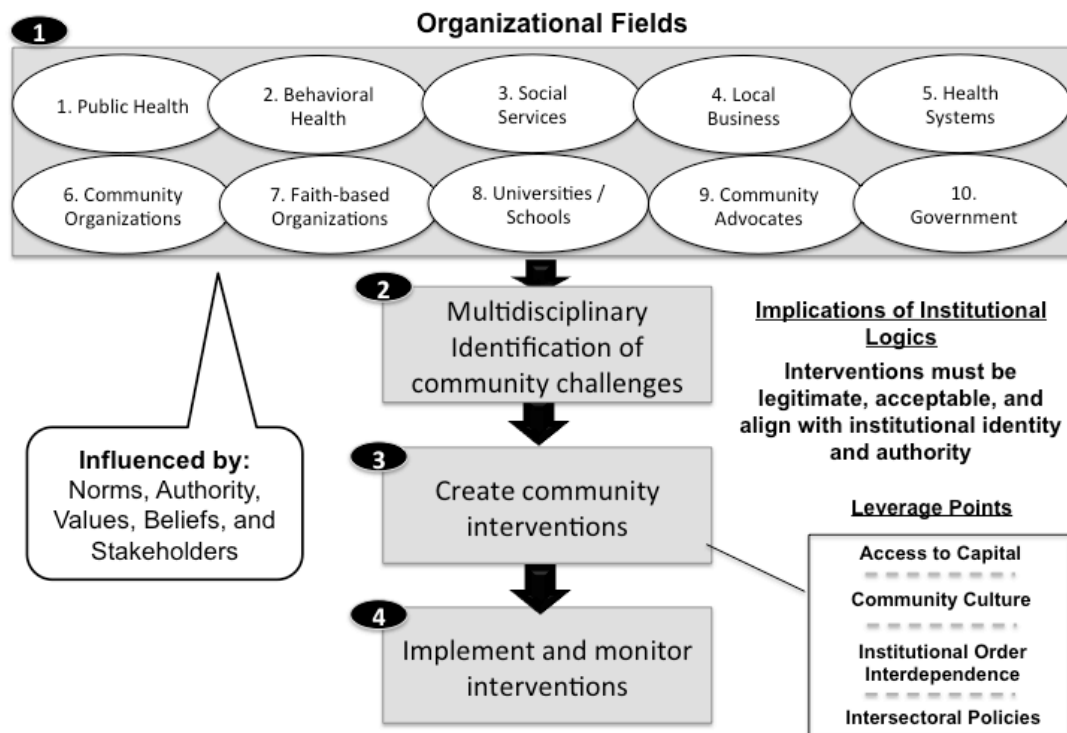 Organizational Fields
1
1. Public Health
2. Behavioral
Health
3. Social
Services
4. Local
Business
5. Health
Systems
6. Community
Organizations
7. Faith-based
Organizations
8. Universities /
Schools
9. Community
Advocates
10.
Government
2
Multidisciplinary
Identification of
community challenges
Implications of Institutional
Logics
Interventions must be
legitimate, acceptable, and
align with institutional identity
and authority
Influenced by:
Norms, Authority,
Values, Beliefs, and
Stakeholders
3
Create community
interventions
Leverage Points
Access to Capital
Community Culture
Institutional Order
Interdependence
Intersectoral Policies
4
Implement and monitor
interventions